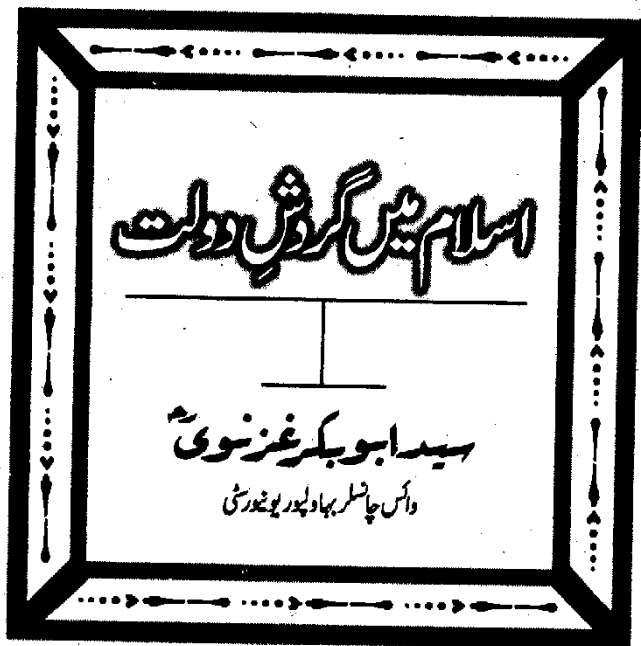 اسلام میں گردشِ دولت
سید ابوبکر غزنویؒ
وائس چانسلر بہاولپور یونیورسٹی